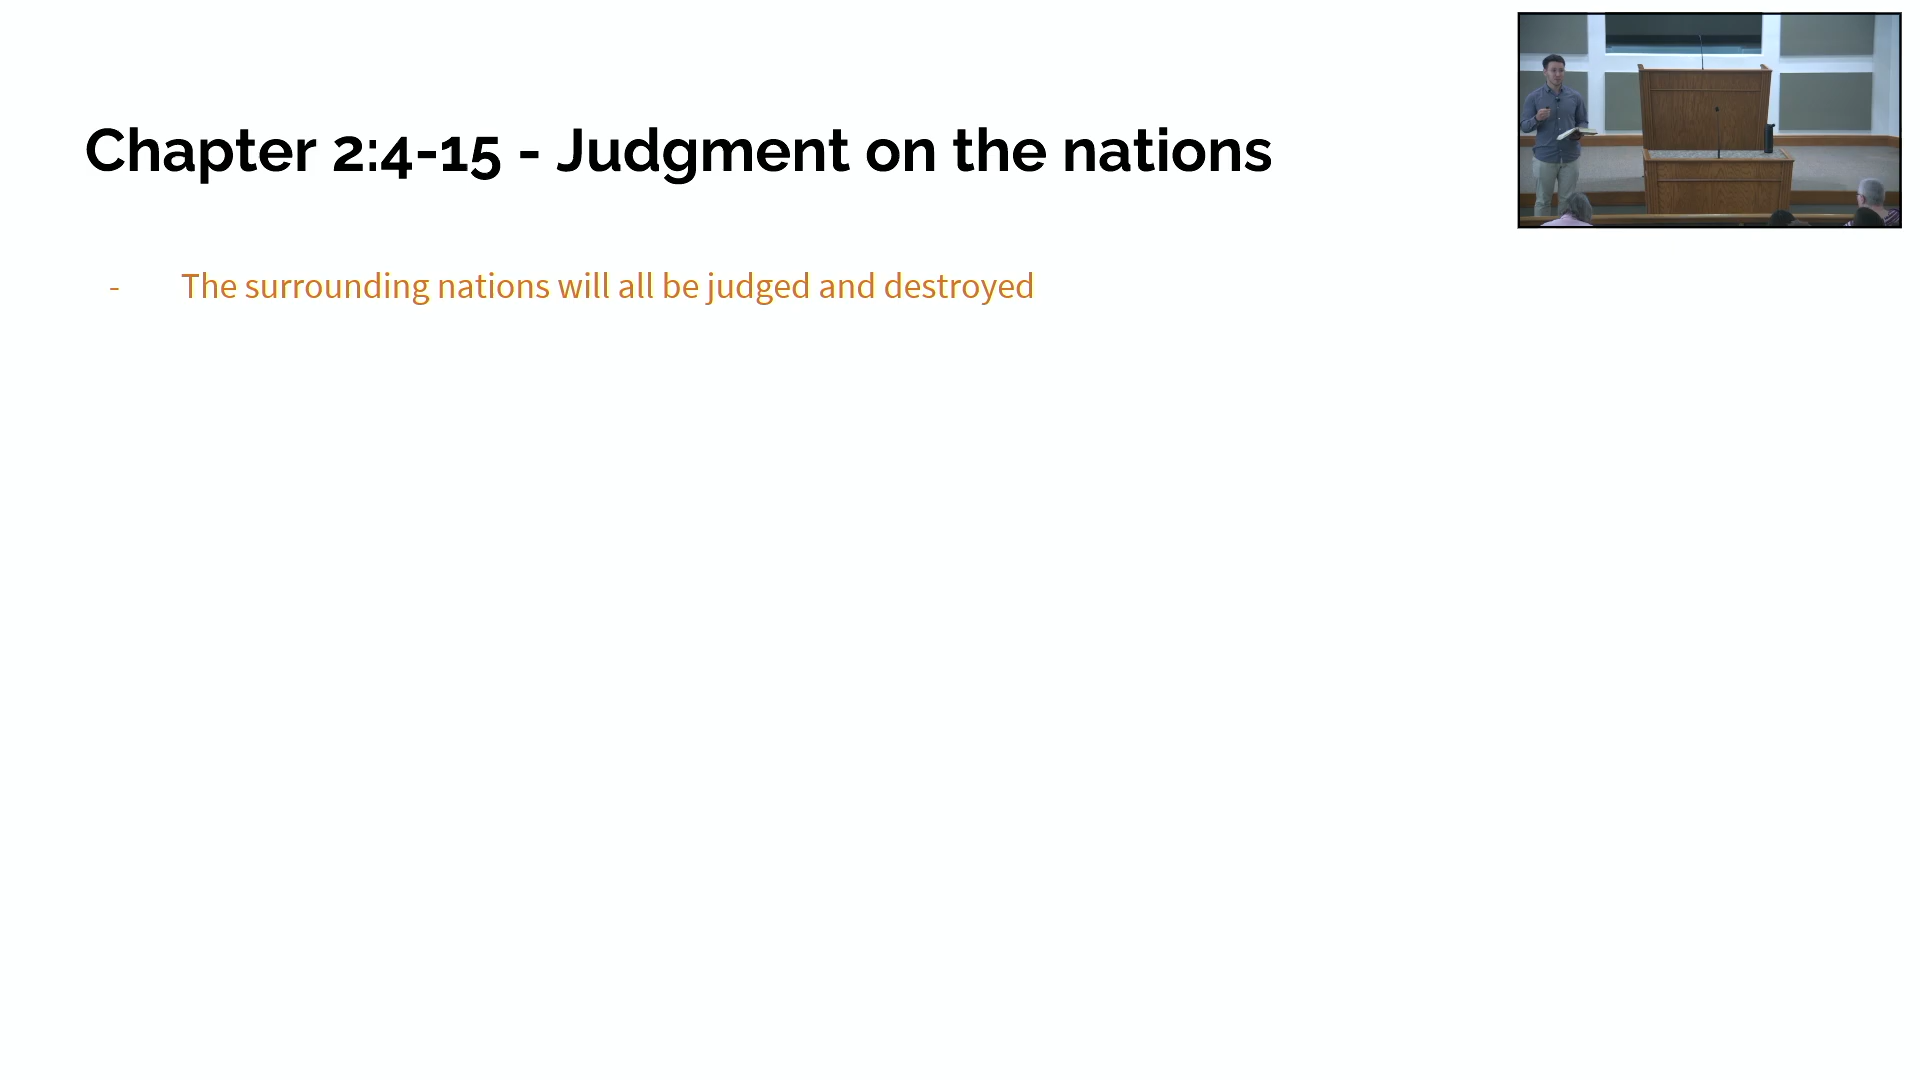 Chapter 2:4-15 - Judgment on the nations
- The surrounding nations will all be judged and destroyed